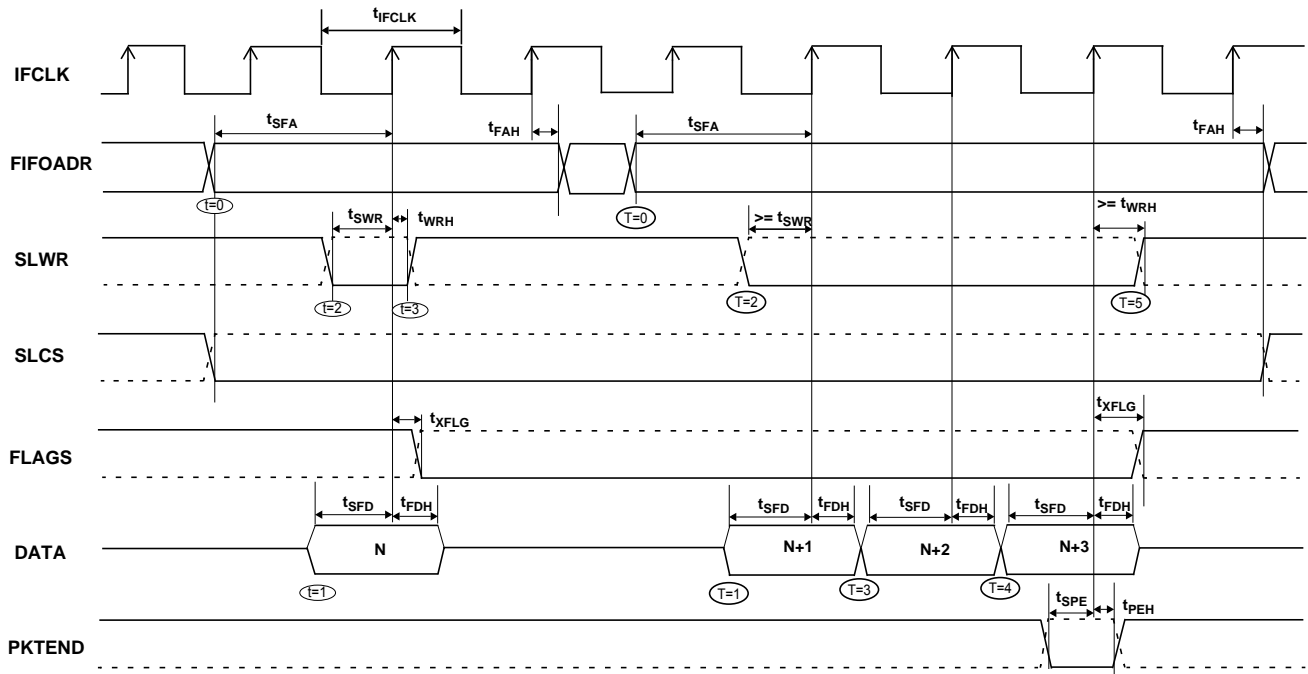 tIFCLK
IFCLK
tSFA
tFAH
tSFA
tFAH
FIFOADR
t=0
T=0
tSWR
tWRH
>= tSWR
>= tWRH
SLWR
t=2
t=3
T=2
T=5
SLCS
tXFLG
tXFLG
FLAGS
tSFD
tFDH
tSFD
tFDH
tSFD
tFDH
tSFD
tFDH
DATA
N
N+1
N+2
N+3
t=1
T=1
T=3
T=4
tSPE
tPEH
PKTEND